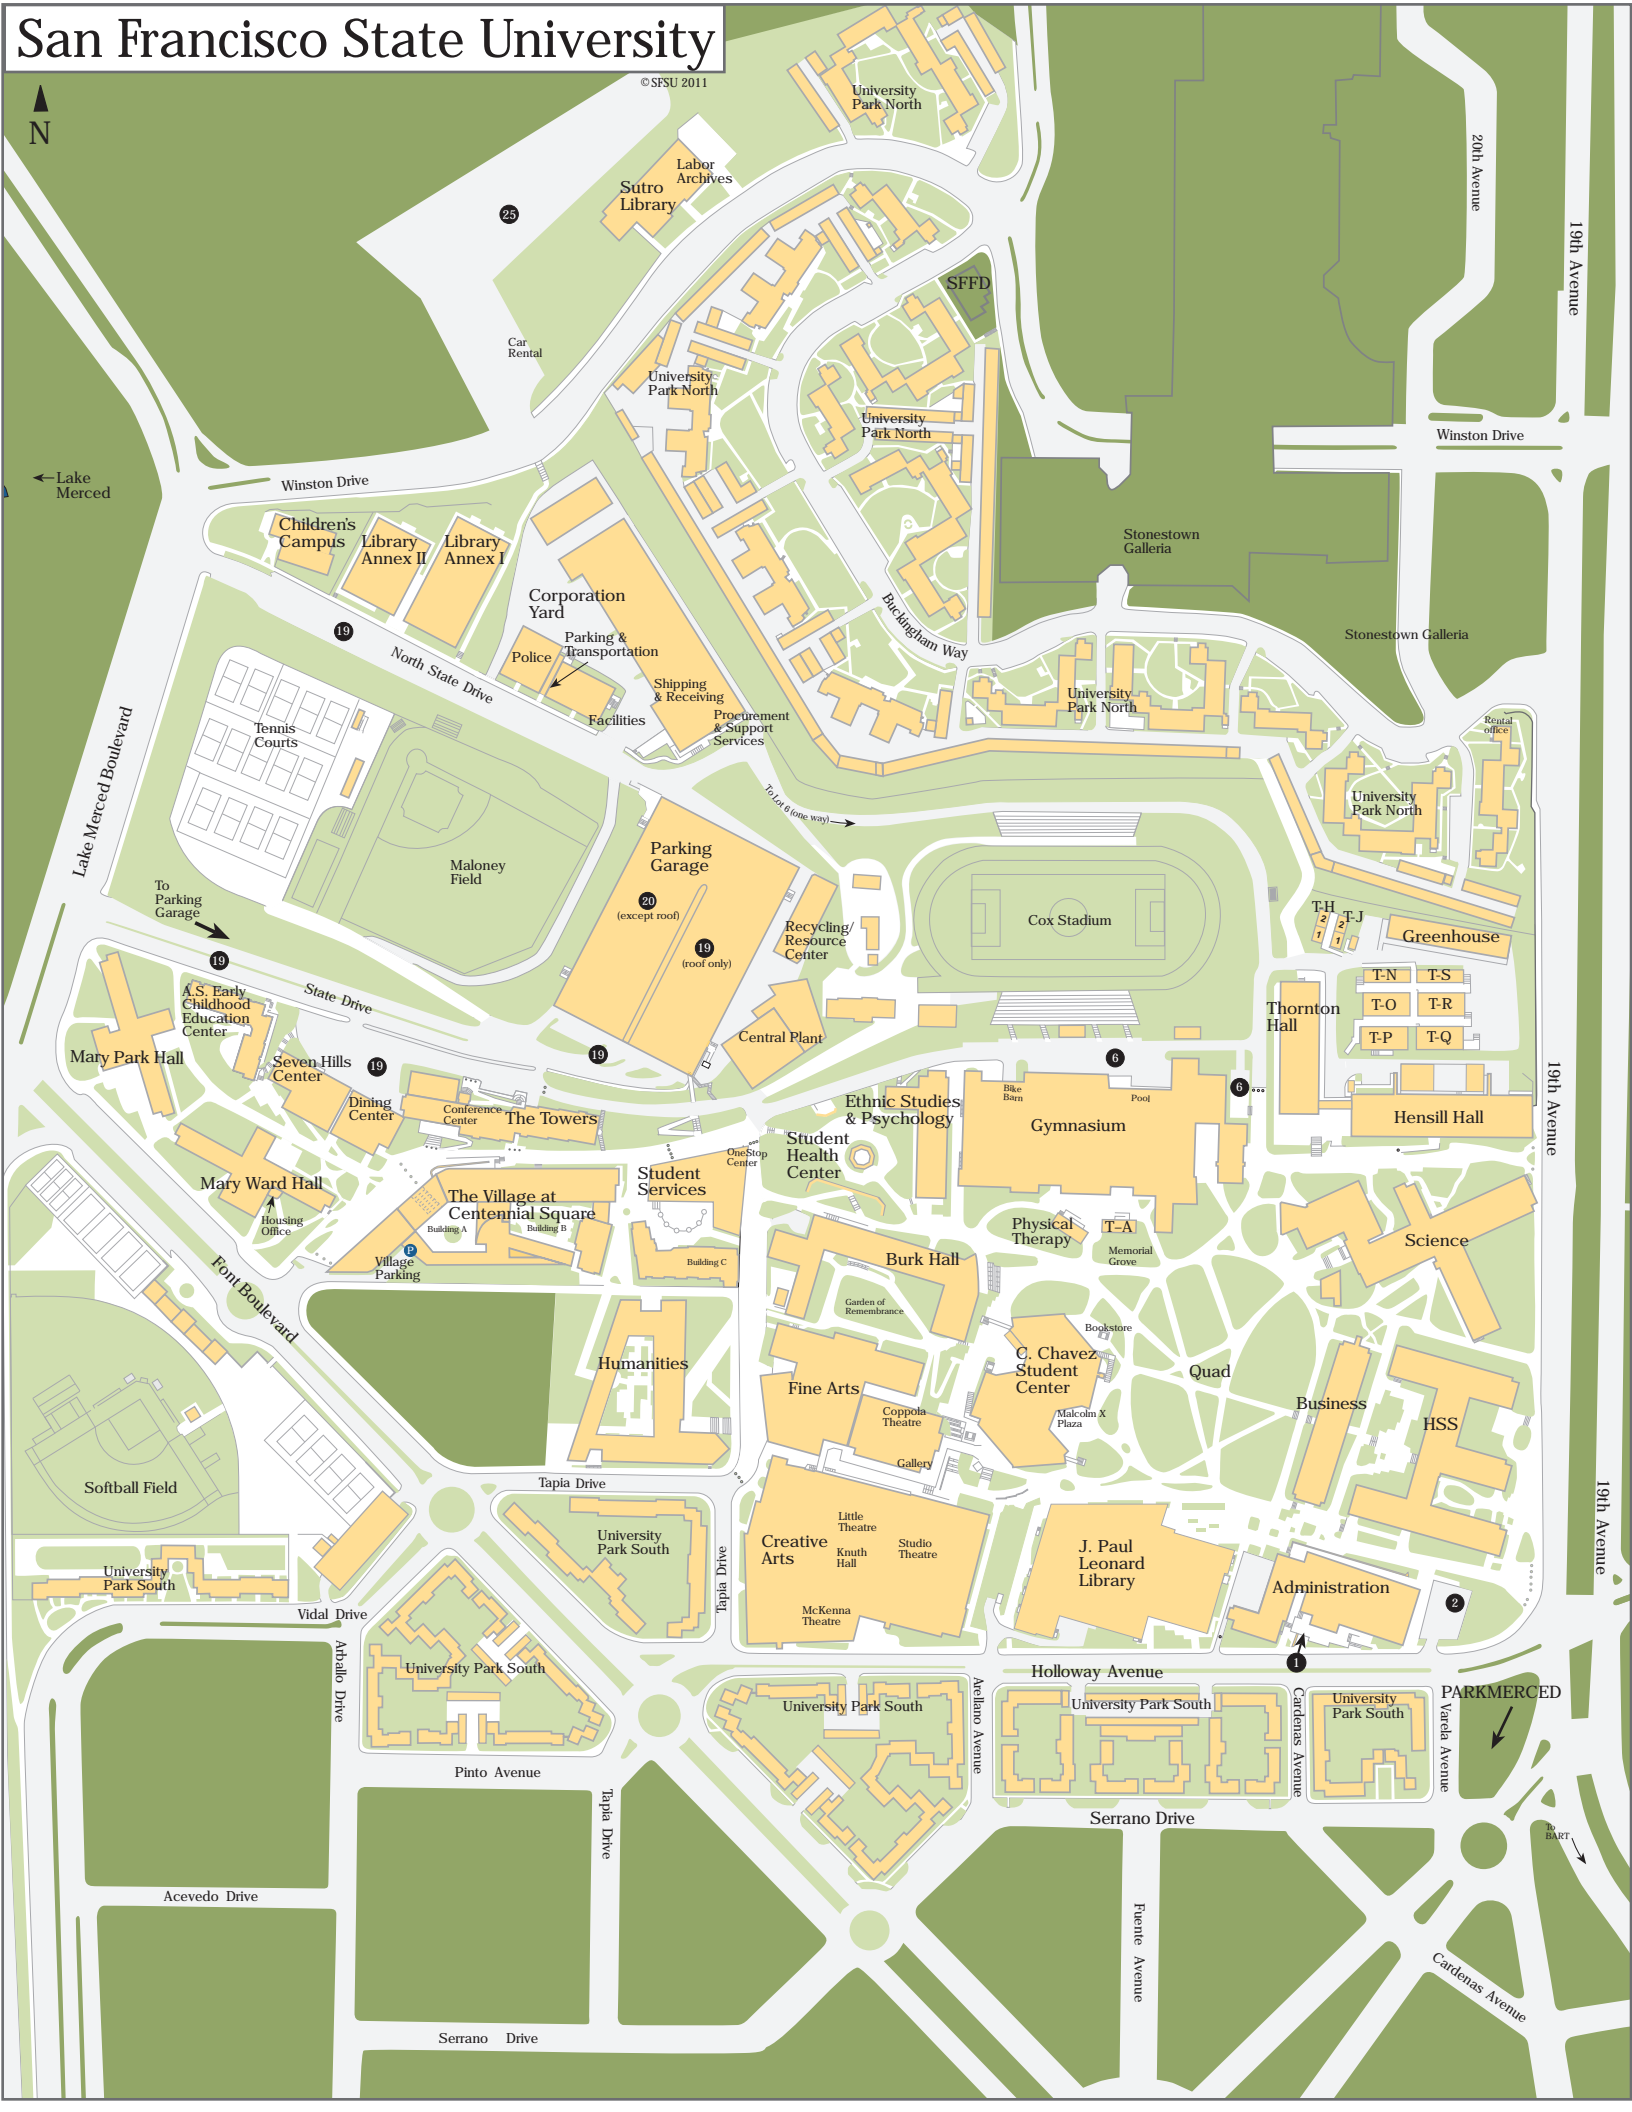 San Francisco State University
©SFSU 2011
N
University
Park North
Labor
Archives
Sutro
Library
25
20th Avenue
19th Avenue
SFFD
Car
Rental
University
Park North
University
Park North
Winston Drive
Lake
Merced
Winston Drive
Children's
Campus
Library
Annex II
Library
Annex I
Stonestown
Galleria
Corporation
Yard
Buckingham Way
19
Parking &
Transportation
Police
North State Drive
Stonestown Galleria
Shipping
& Receiving
Facilities
Procurement
& Support
Services
University
Park North
Rental
office
Tennis
Courts
Lake Merced Boulevard
To Lot 6 (one way)
University
Park North
Parking
Garage
Maloney
Field
To
Parking
Garage
20
(except roof)
19
(roof only)
Recycling/
Resource
Center
Cox Stadium
T-H
T-J
2
1
2
1
Greenhouse
19
State Drive
T-N
T-S
T-O
T-R
T-P
T-Q
A.S. Early
Childhood
Education
Center
Thornton
Hall
Central Plant
Mary Park Hall
Seven Hills
Center
19
19
6
6
19th Avenue
Dining
Center
Conference
Center
The Towers
Ethnic Studies
& Psychology
Bike
Barn
Pool
Gymnasium
Hensill Hall
Student
Health
Center
OneStop
Center
Student
Services
Mary Ward Hall
Housing
Office
The Village at
Centennial Square
Building A
Building B
P
Village
Parking
Building C
Physical
Therapy
T-A
Memorial
Grove
Science
Burk Hall
Font Boulevard
Garden of
Remembrance
Bookstore
Humanities
C. Chavez
Student
Center
Quad
Fine Arts
Coppola
Theatre
Malcolm X
Plaza
Business
HSS
Gallery
Softball Field
Tapia Drive
19th Avenue
University
Park South
Little
Theatre
Creative
Arts
Knuth
Hall
Studio
Theatre
J. Paul
Leonard
Library
Tapia Drive
University
Park South
Administration
2
McKenna
Theatre
Vidal Drive
1
Arballo Drive
University Park South
Holloway Avenue
University Park South
Arellano Avenue
University Park South
Cardenas Avenue
University
Park South
PARKMERCED
Varela Avenue
Pinto Avenue
Tapia Drive
Serrano Drive
To
BART
Acevedo Drive
Fuente Avenue
Cardenas Avenue
Serrano Drive